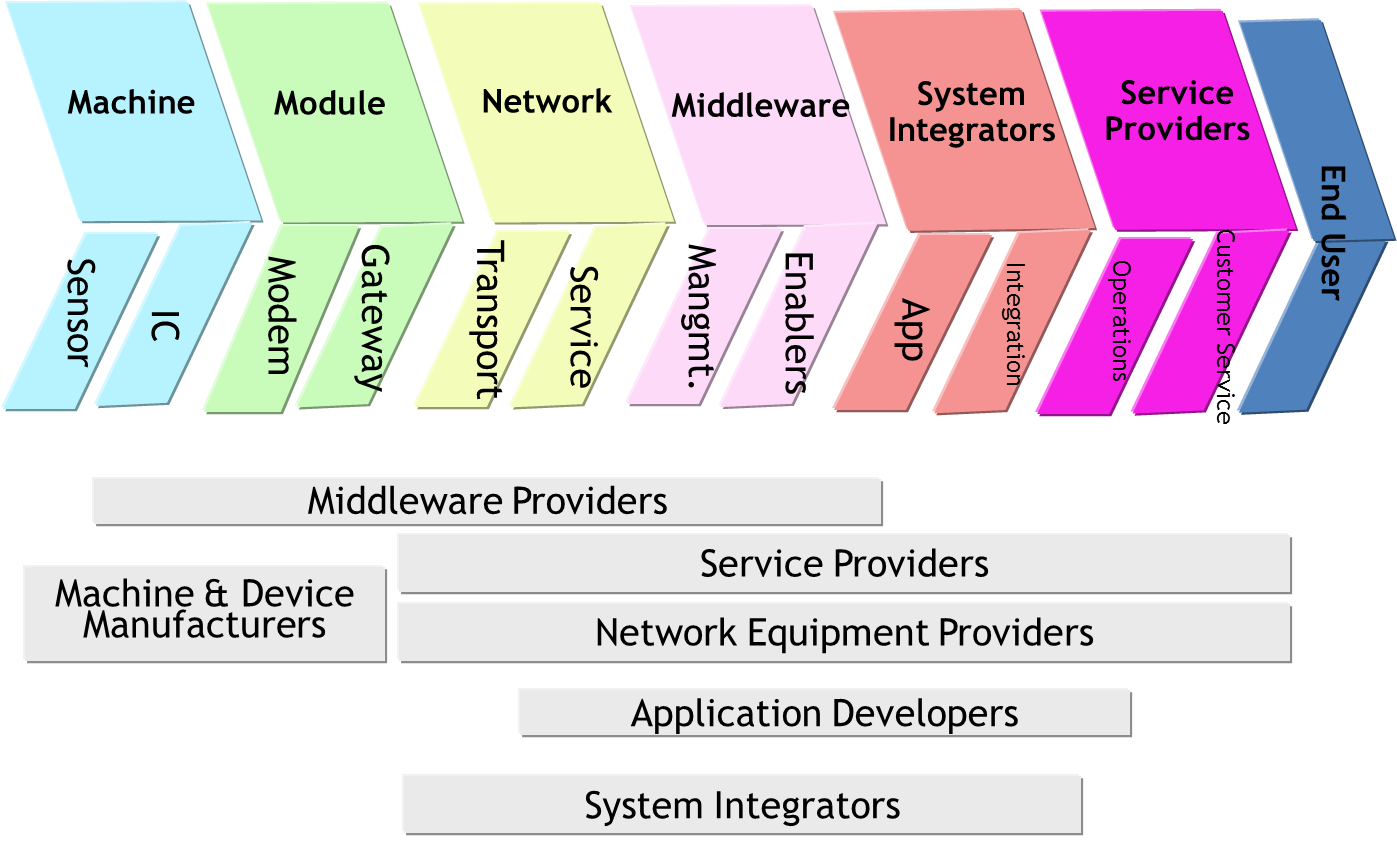 Machine
Module
Network
Middleware
System
Integrators
Service
Providers
End User
Sensor
IC
Modem
Gateway
Transport
Service
Mangmt.
Enablers
App
Integration
Operations
Customer Service
Middleware Providers
Service Providers
Machine & Device
Manufacturers
Network Equipment Providers
Application Developers
System Integrators